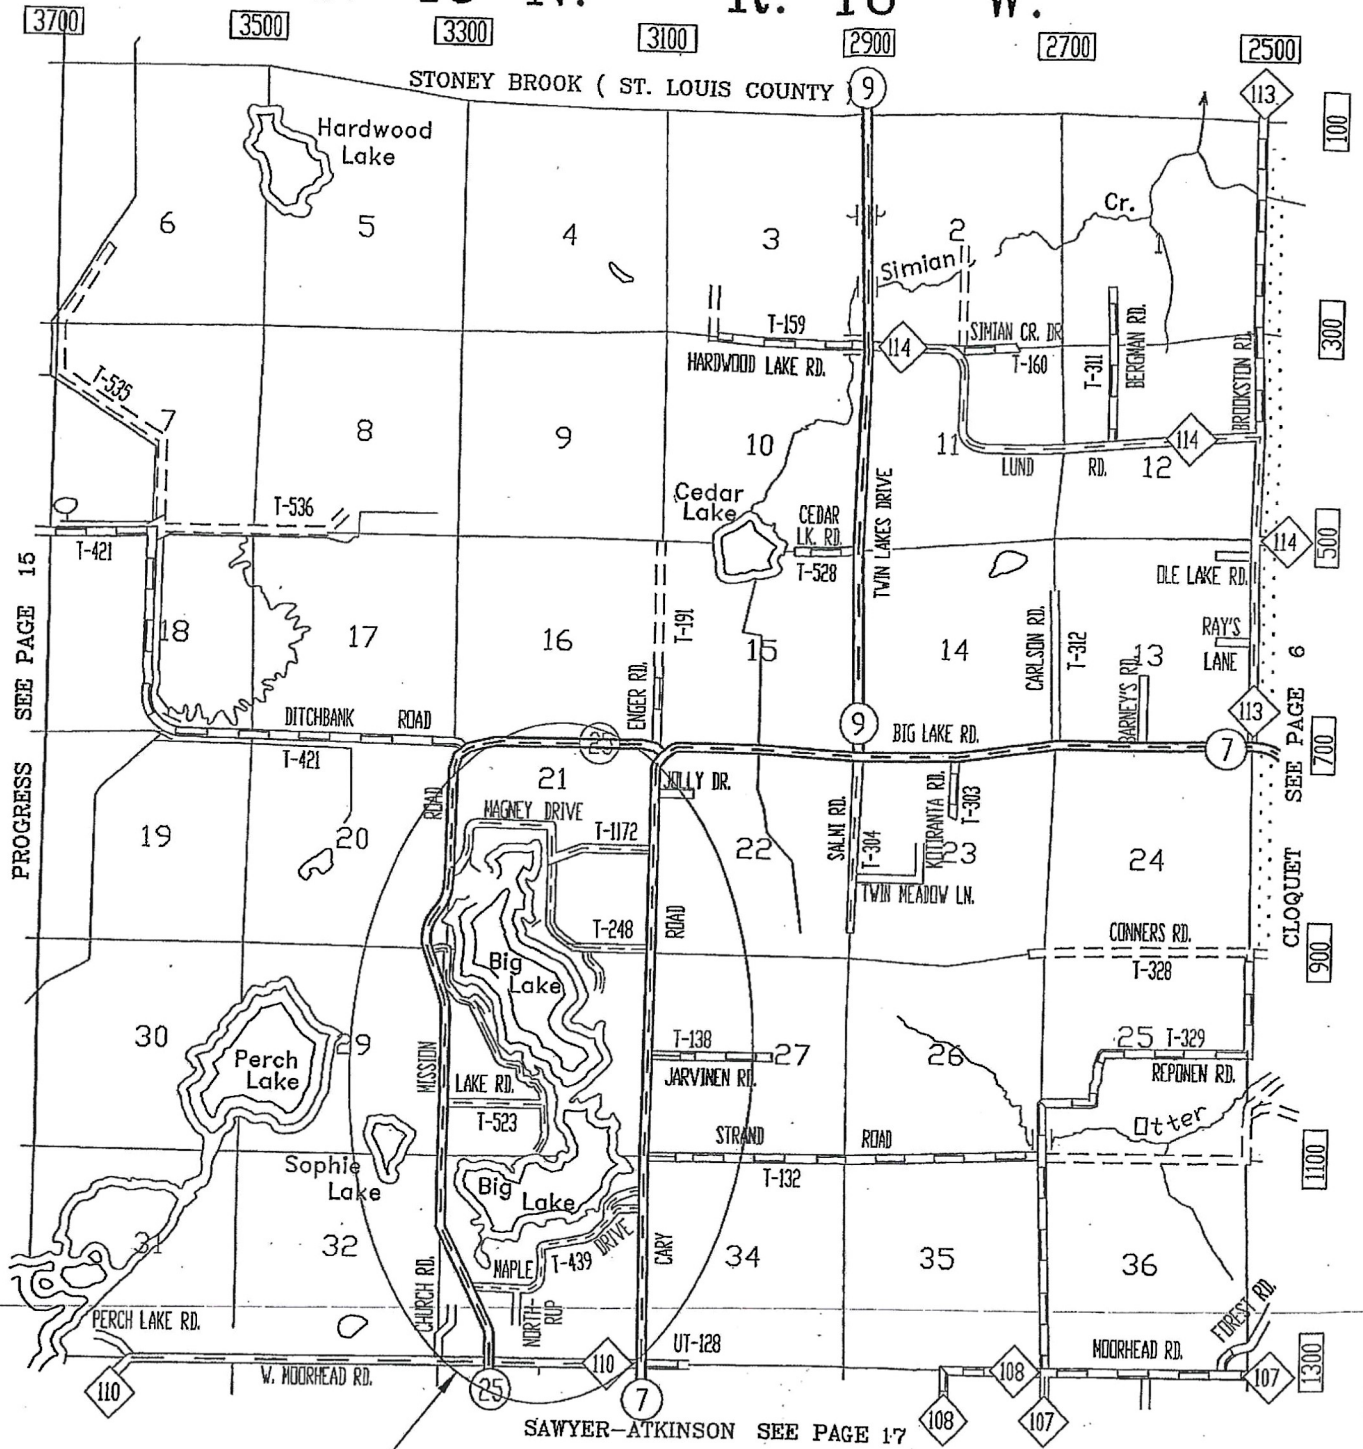 N. R. 18 W.
3700 3500 3300 3100 2900 2700 2500
STONEY BROOK ( ST. LOUIS COUNTY )
9
113
100
Hardwood
Lake
Cr.
6 5 4 3 2 1
Simian
300
T-159
HARDWOOD LAKE RD.
114
SIMIAN CR. DR
T-160
T-311
BERGMAN RD.
BROOKSTON RD.
T-535
7 8 9 10 11 12
114
LUND RD.
TWIN LAKES DRIVE
Cedar
Lake
CEDAR
LK. RD.
T-528
T-536
T-421
114
500
OLE LAKE RD.
PROGRESS SEE PAGE 15
18 17 16 15 14 13
T-191
ENGER RD.
CARLSON RD.
T-312
BARNEY'S RD.
RAY'S
LANE
113
CLOQUET SEE PAGE 6
DITCHBANK ROAD
T-421
25
9
BIG LAKE RD.
7
700
19 20 21 22 23 24
JOLLY DR.
ROAD
MAGNEY DRIVE
T-1172
SALMI RD.
T-304
KOTIRANTA RD.
T-303
TWIN MEADOW LN.
T-248
ROAD
CONNERS RD.
T-328
900
Big
Lake
30 29 27 26 25
Perch
Lake
MISSION
T-138
JARVINEN RD.
T-329
REPONEN RD.
LAKE RD.
T-523
Otter
STRAND ROAD
T-132
1100
Sophie
Lake
Big
Lake
31 32 34 35 36
CHURCH RD.
MAPLE DRIVE
T-439
CARY
NORTH-
RUP
PERCH LAKE RD.
W. MOORHEAD RD.
UT-128
MOORHEAD RD.
FOREST RD.
1300
110
25
110
7
108
108
107
107
SAWYER-ATKINSON SEE PAGE 17